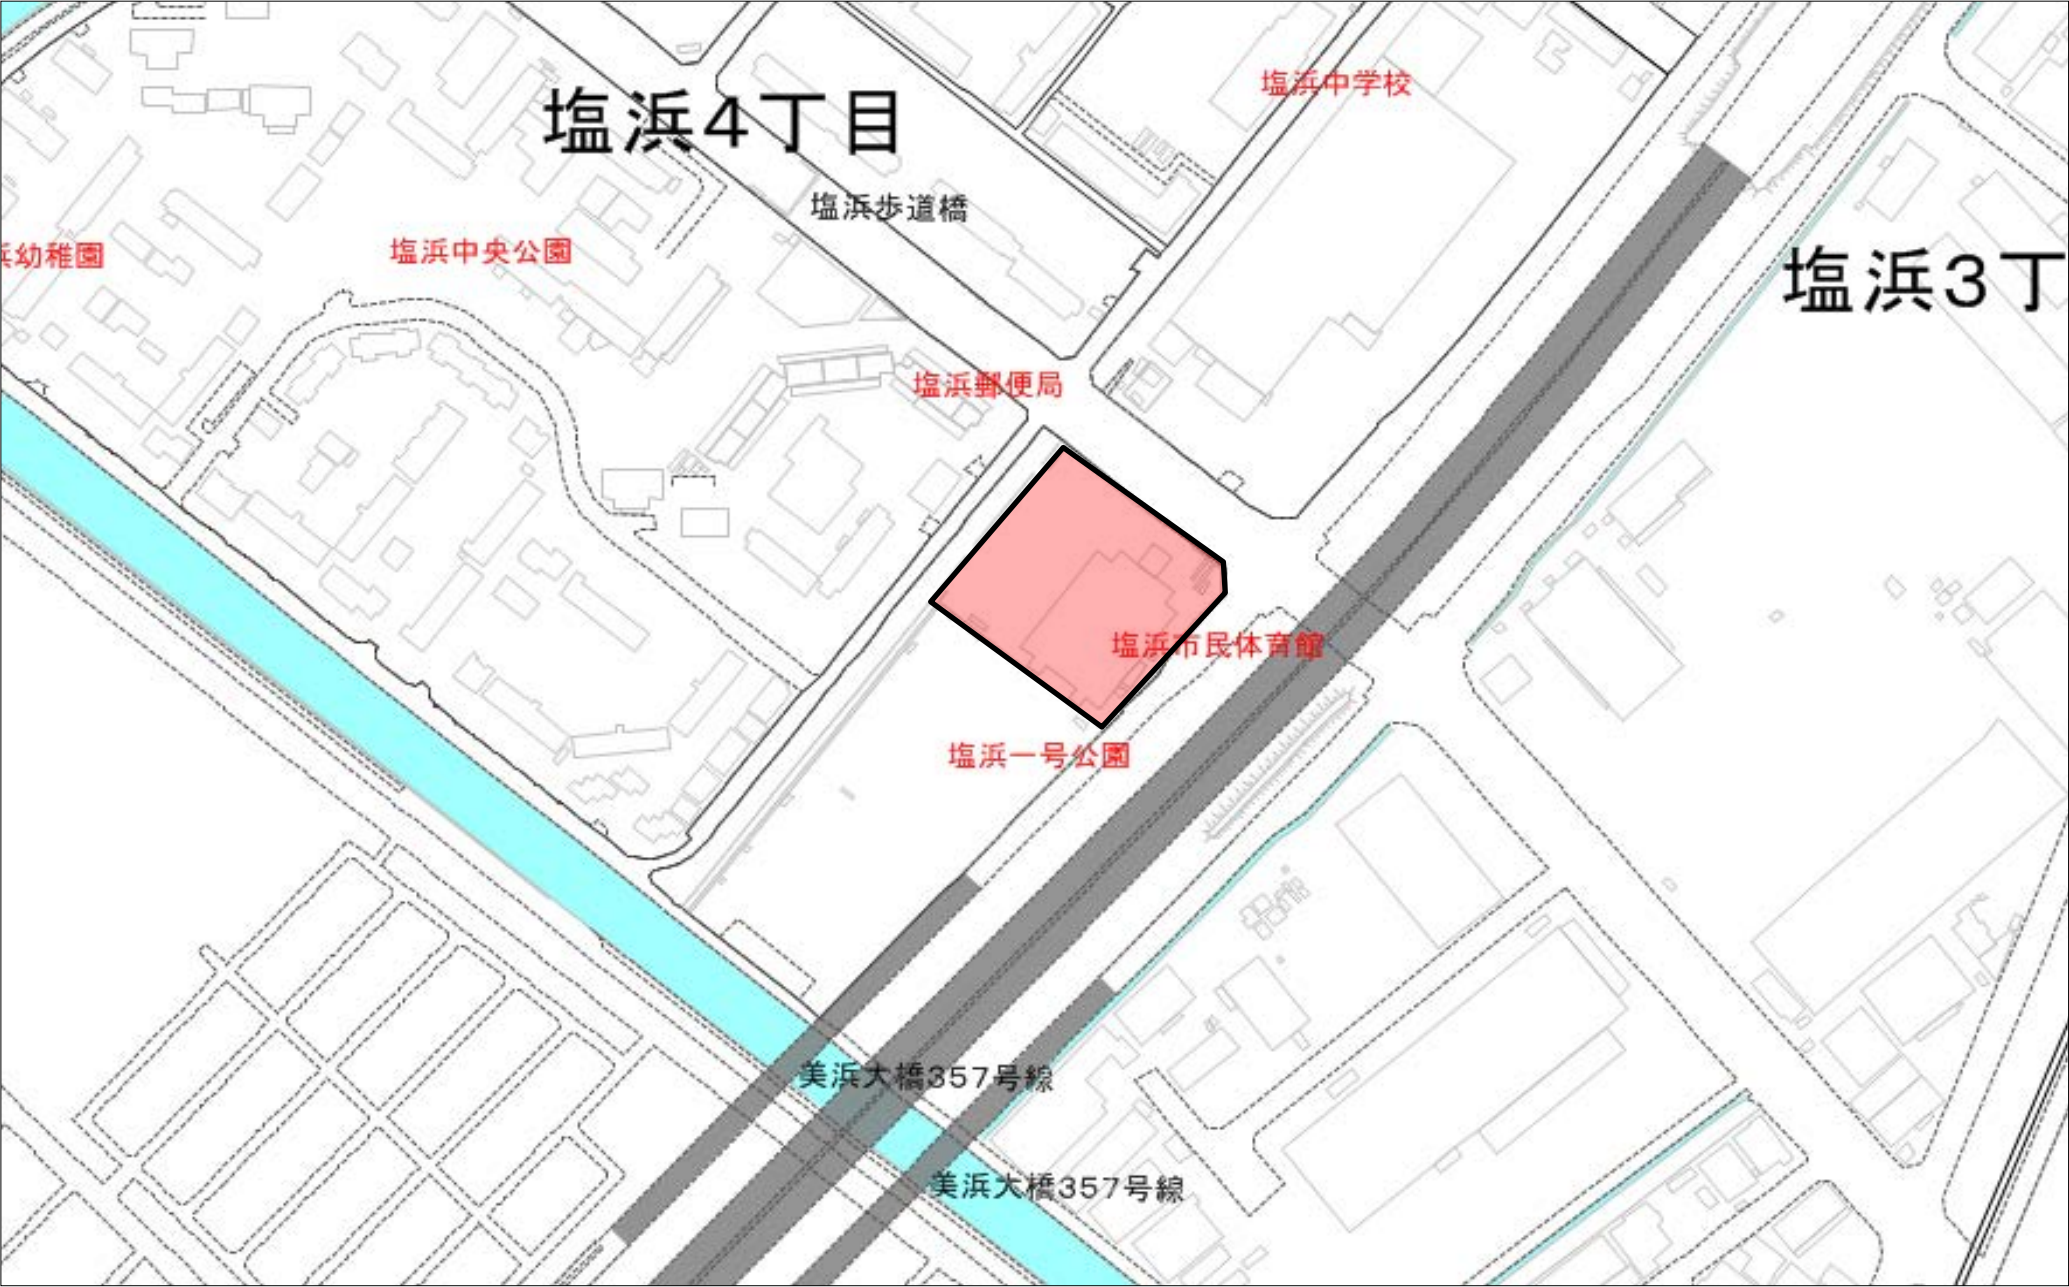 塩浜中学校
塩浜4丁目
塩浜歩道橋
浜幼稚園
塩浜中央公園
塩浜3丁
塩浜郵便局
塩浜市民体育館
塩浜一号公園
美浜大橋357号線
美浜大橋357号線